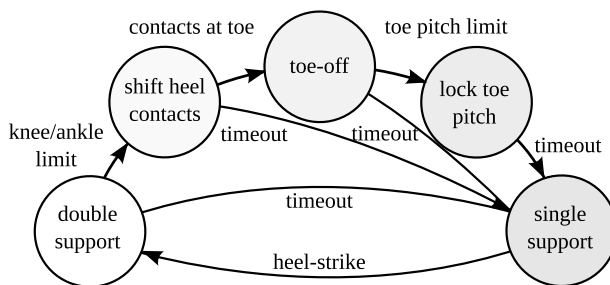 contacts at toe
toe pitch limit
toe-off
shift heel
contacts
lock toe
pitch
knee/ankle
limit
timeout
timeout
timeout
double
support
timeout
single
support
heel-strike